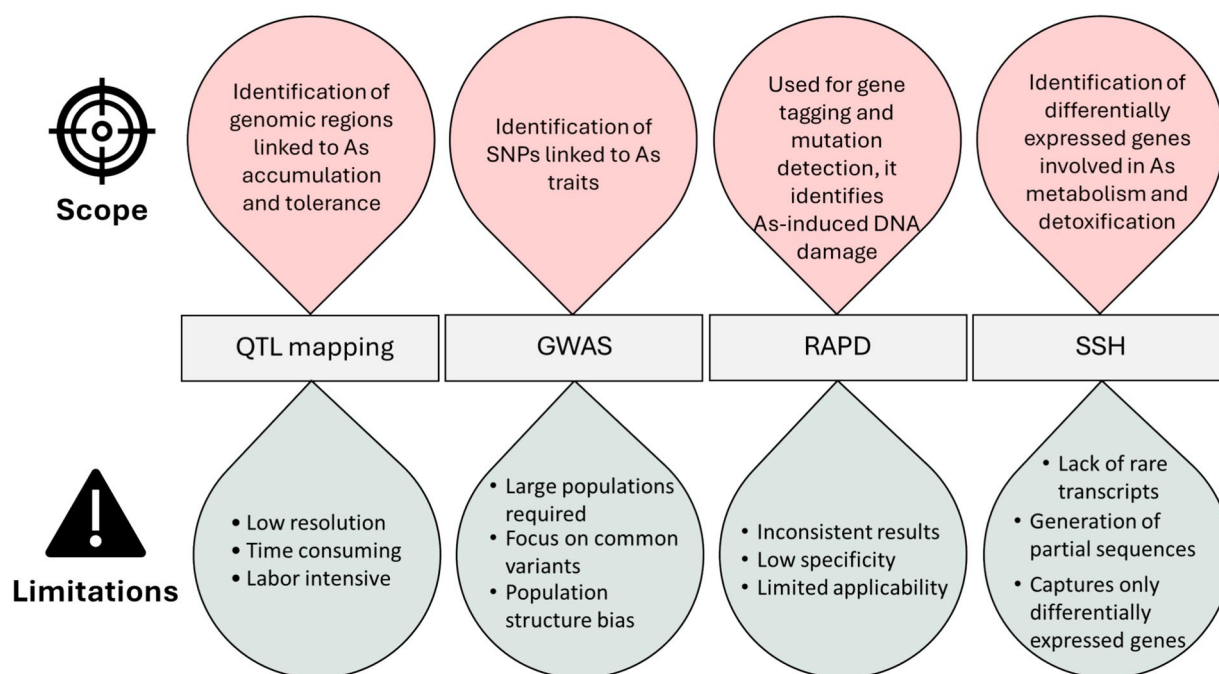 Scope
Identification of
genomic regions
linked to As
accumulation
and tolerance
Identification of
SNPs linked to As
traits
Used for gene
tagging and
mutation
detection, it
identifies
As-induced DNA
damage
Identification of
differentially
expressed genes
involved in As
metabolism and
detoxification
QTL mapping
GWAS
RAPD
SSH
Limitations
• Low resolution
• Time consuming
• Labor intensive
• Large populations
required
• Focus on common
variants
• Population
structure bias
• Inconsistent results
• Low specificity
• Limited applicability
• Lack of rare
transcripts
• Generation of
partial sequences
• Captures only
differentially
expressed genes